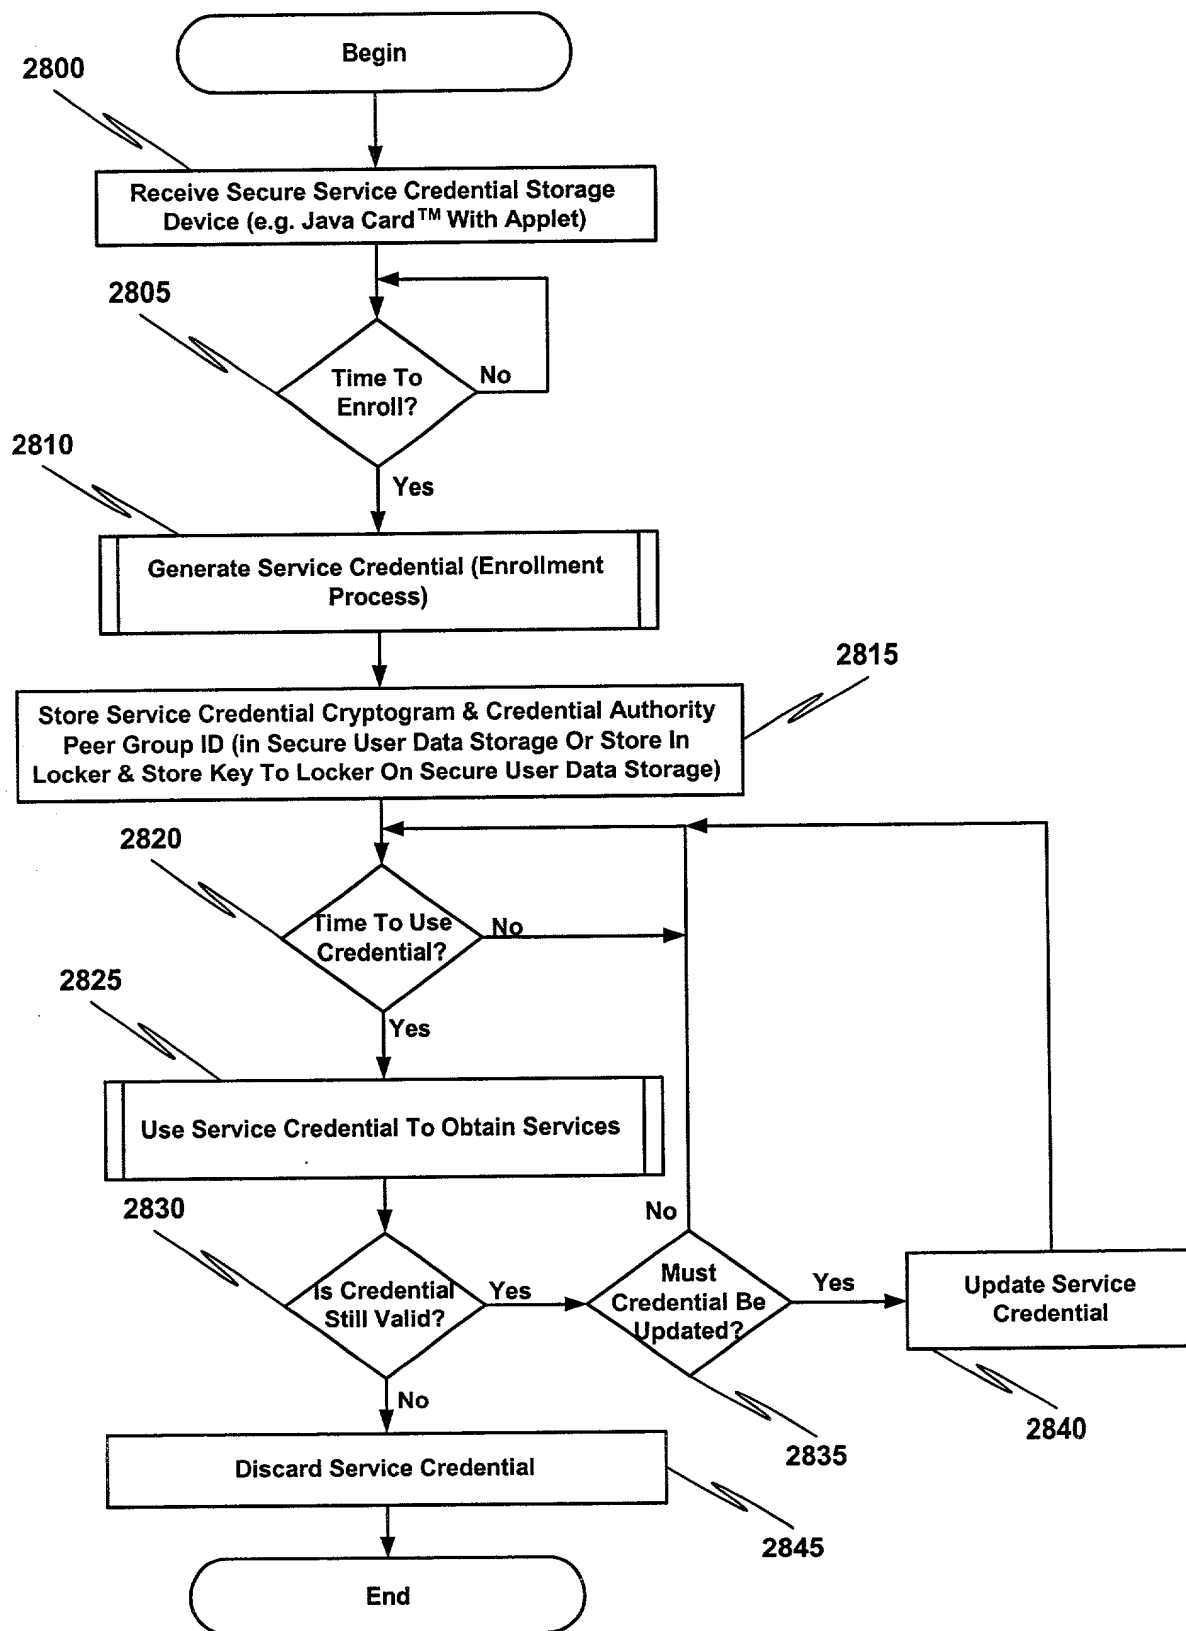 Begin
2800
Receive Secure Service Credential Storage
Device (e.g. Java Card™ With Applet)
2805
Time To
Enroll?
No
2810
Yes
Generate Service Credential (Enrollment
Process)
2815
Store Service Credential Cryptogram & Credential Authority
Peer Group ID (in Secure User Data Storage Or Store In
Locker & Store Key To Locker On Secure User Data Storage)
2820
Time To Use
Credential?
No
2825
Yes
Use Service Credential To Obtain Services
2830
No
Is Credential
Still Valid?
Yes
Must
Credential Be
Updated?
Yes
Update Service
Credential
No
2840
2835
Discard Service Credential
2845
End